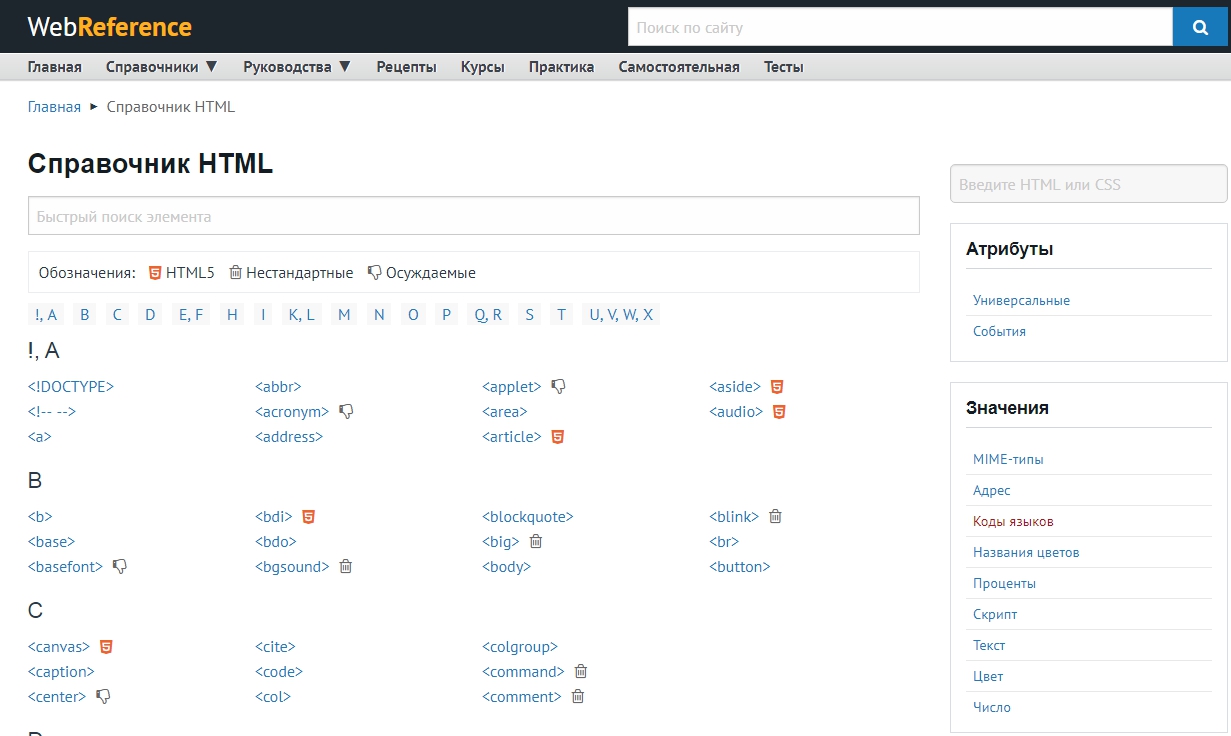 WebReference
Поиск по сайту
Главная Справочники ▼ Руководства ▼ Рецепты Курсы Практика Самостоятельная Тесты
Главная ► Справочник HTML
Справочник HTML
Быстрый поиск элемента
Обозначения: HTML5 Нестандартные Осуждаемые
!, A B C D E, F H I K, L M N O P Q, R S T U, V, W, X
!, A
<!DOCTYPE> <abbr> <applet> <aside>
<!-- --> <acronym> <area> <audio>
<a> <address> <article>
B
<b> <bdi> <blockquote> <blink>
<base> <bdo> <big> <br>
<basefont> <bgsound> <body> <button>
C
<canvas> <cite> <colgroup>
<caption> <code> <command>
<center> <col> <comment>
Введите HTML или CSS
Атрибуты
Универсальные
События
Значения
MIME-типы
Адрес
Коды языков
Названия цветов
Проценты
Скрипт
Текст
Цвет
Число